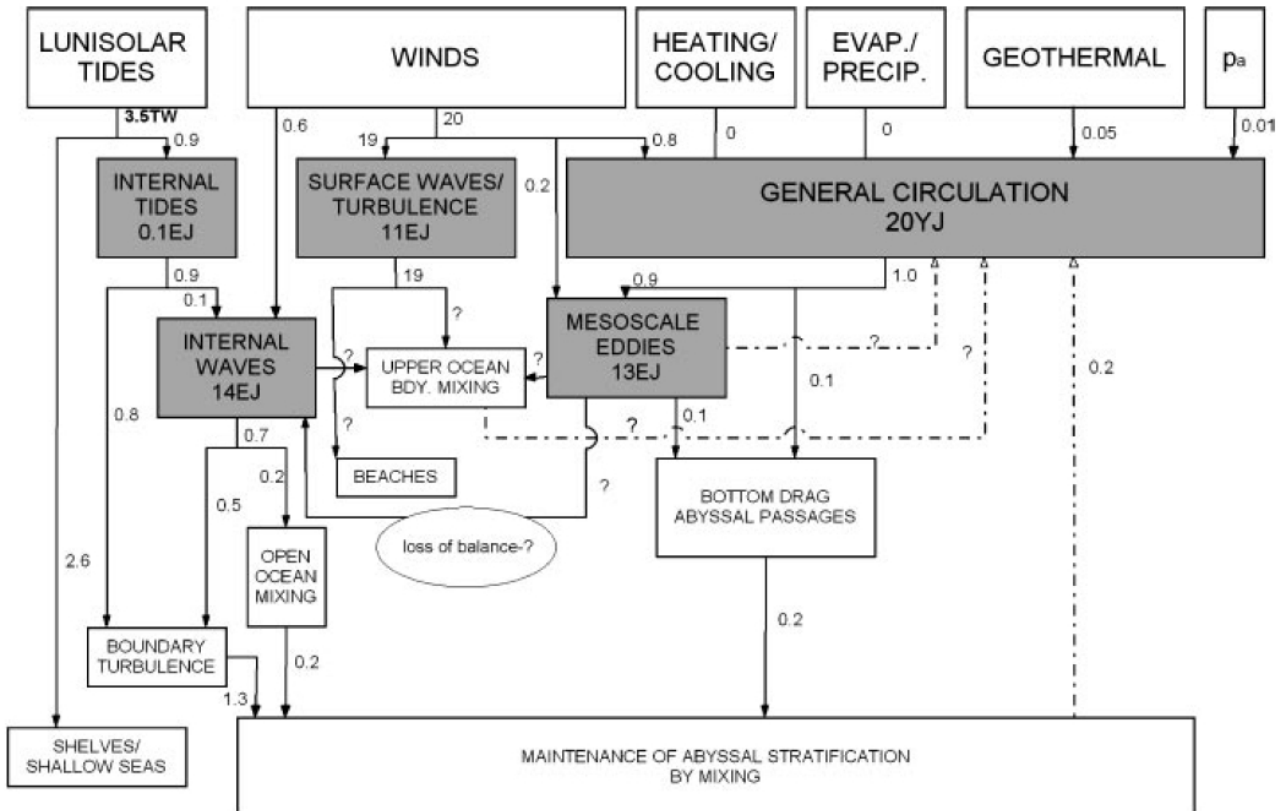 LUNISOLAR
TIDES
WINDS
HEATING/
COOLING
EVAP./
PRECIP.
GEOTHERMAL
pa
3.5TW
0.9
0.6
20
19
0.2
0.8
0
0
0.05
0.01
INTERNAL
TIDES
0.1EJ
SURFACE WAVES/
TURBULENCE
11EJ
GENERAL CIRCULATION
20YJ
0.9
0.1
19
?
0.9
1.0
INTERNAL
WAVES
14EJ
?
UPPER OCEAN
BDY. MIXING
?
MESOSCALE
EDDIES
13EJ
?
?
0.1
0.2
0.8
0.7
?
?
0.1
0.2
0.5
BEACHES
?
BOTTOM DRAG
ABYSSAL PASSAGES
loss of balance-?
OPEN
OCEAN
MIXING
2.6
BOUNDARY
TURBULENCE
0.2
0.2
1.3
SHELVES/
SHALLOW SEAS
MAINTENANCE OF ABYSSAL STRATIFICATION
BY MIXING